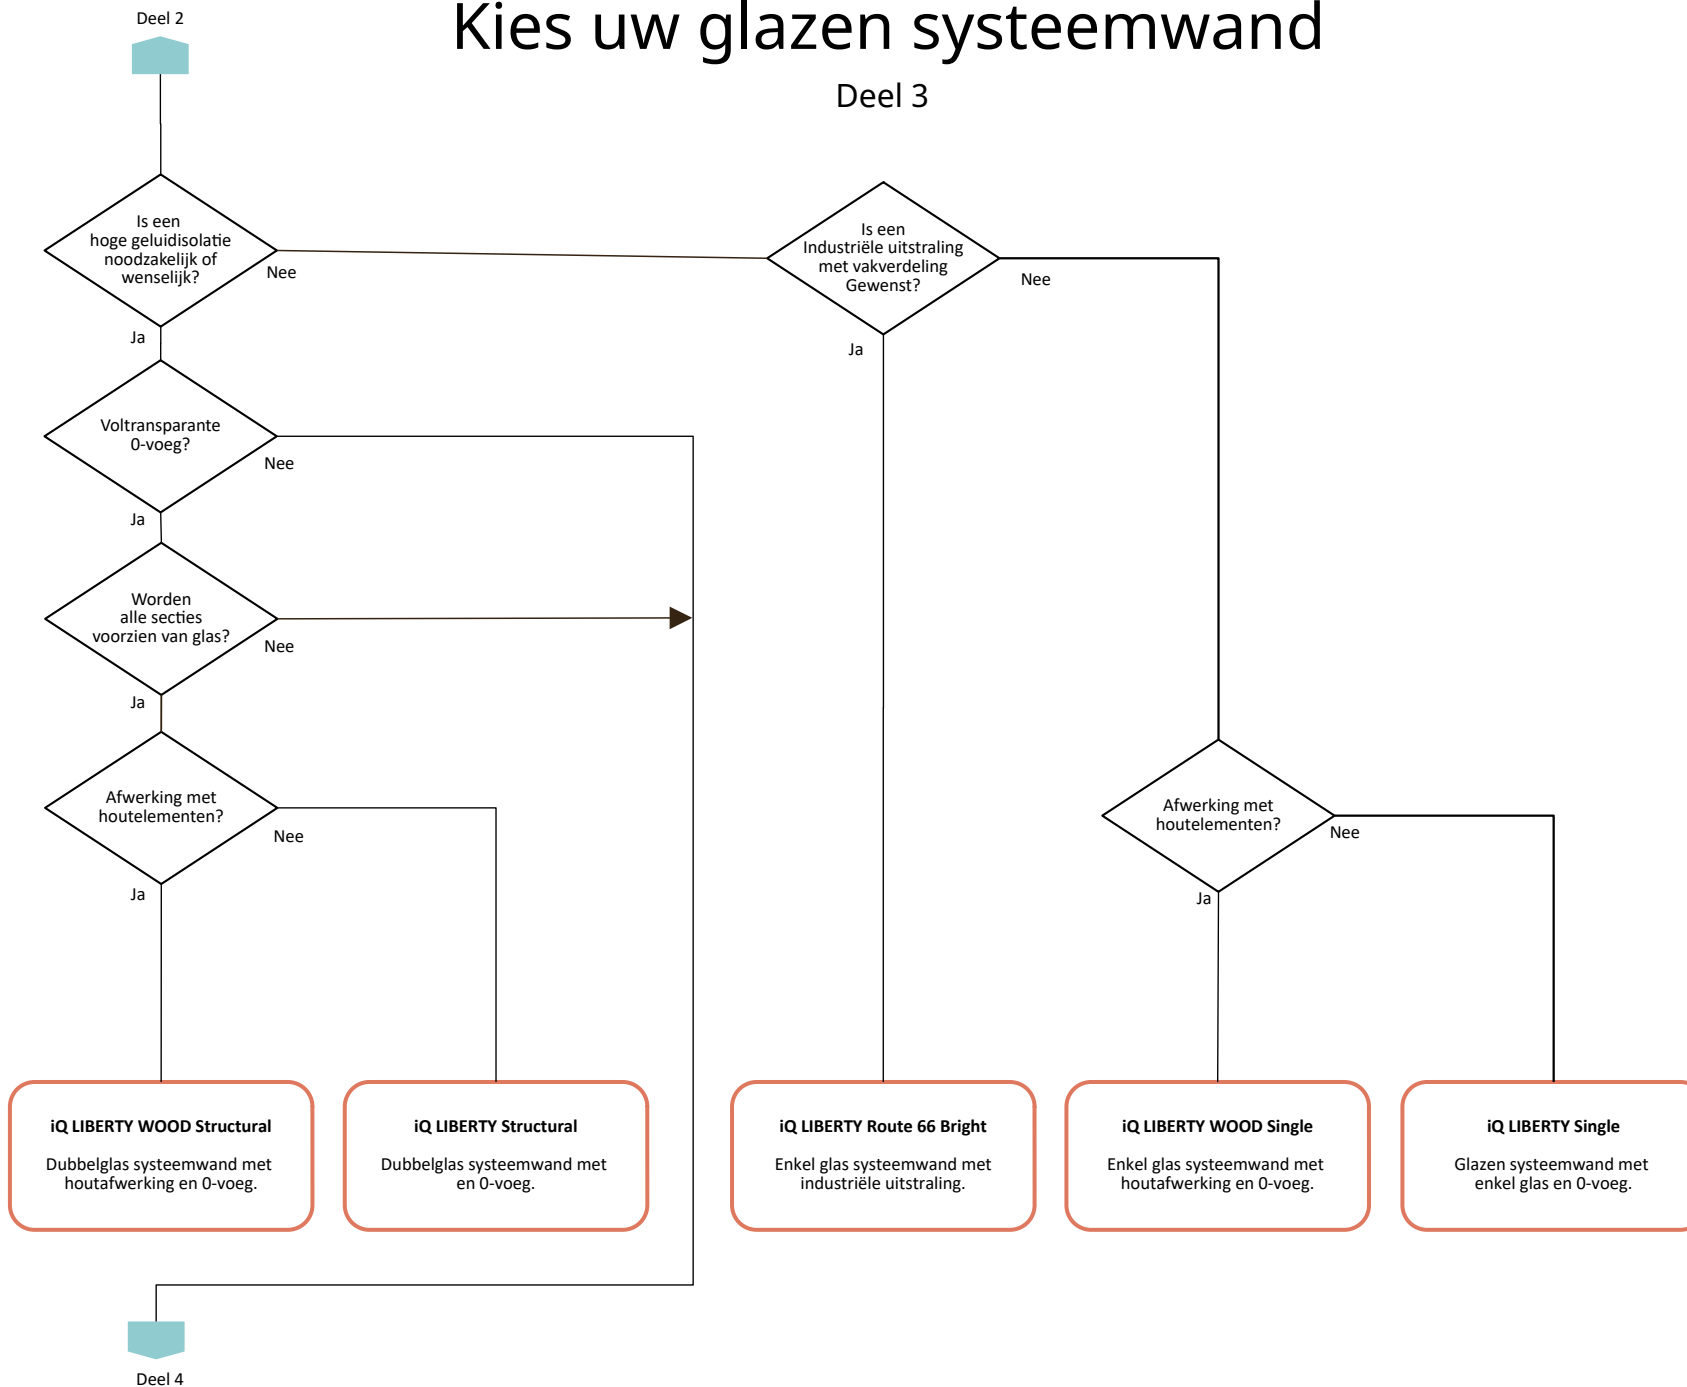 Deel 2
Kies uw glazen systeemwand
Deel 3
Is een
hoge geluidisolatie
noodzakelijk of
wenselijk?
Nee
Ja
Is een
Industriële uitstraling
met vakverdeling
Gewenst?
Nee
Ja
Voltransparante
0-voeg?
Nee
Ja
Worden
alle secties
voorzien van glas?
Nee
Ja
Afwerking met
houtelementen?
Nee
Ja
Afwerking met
houtelementen?
Nee
Ja
iQ LIBERTY WOOD Structural
Dubbelglas systeemwand met
houtafwerking en 0-voeg.
iQ LIBERTY Structural
Dubbelglas systeemwand met
en 0-voeg.
iQ LIBERTY Route 66 Bright
Enkel glas systeemwand met
industriële uitstraling.
iQ LIBERTY WOOD Single
Enkel glas systeemwand met
houtafwerking en 0-voeg.
iQ LIBERTY Single
Glazen systeemwand met
enkel glas en 0-voeg.
Deel 4